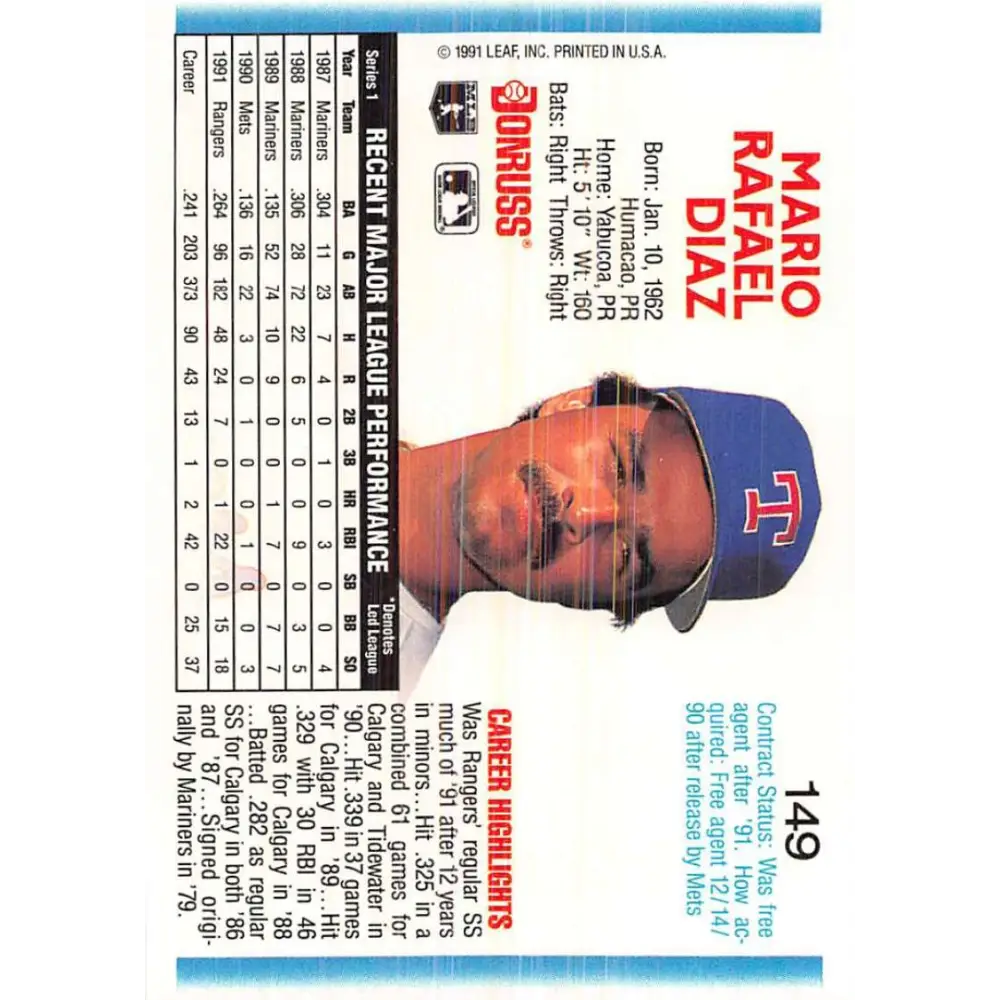 MARIO
RAFAEL
DIAZ
Born: Jan. 10, 1962
Humacao, PR
Home: Yabucoa, PR
Ht: 5' 10" Wt: 160
Bats: Right Throws: Right
DONRUSS®
© 1991 LEAF, INC. PRINTED IN U.S.A.
T
149
Contract Status: Was free
agent after '91. How ac-
quired: Free agent 12/14/
90 after release by Mets
Series 1 RECENT MAJOR LEAGUE PERFORMANCE *Denotes Led League
Year Team BA G AB H R 2B 3B HR RBI SB BB SO
1987 Mariners .304 11 23 7 4 0 1 0 3 0 0 4
1988 Mariners .306 28 72 22 6 5 0 0 9 0 3 5
1989 Mariners .135 52 74 10 9 0 0 1 7 0 7 7
1990 Mets .136 16 22 3 0 1 0 0 1 0 0 3
1991 Rangers .264 96 182 48 24 7 0 1 22 0 15 18
Career .241 203 373 90 43 13 1 2 42 0 25 37
CAREER HIGHLIGHTS
Was Rangers' regular SS
much of '91 after 12 years
in minors...Hit .325 in a
combined 61 games for
Calgary and Tidewater in
'90...Hit .339 in 37 games
for Calgary in '89...Hit
.329 with 30 RBI in 46
games for Calgary in '88
...Batted .282 as regular
SS for Calgary in both '86
and '87...Signed origi-
nally by Mariners in '79.